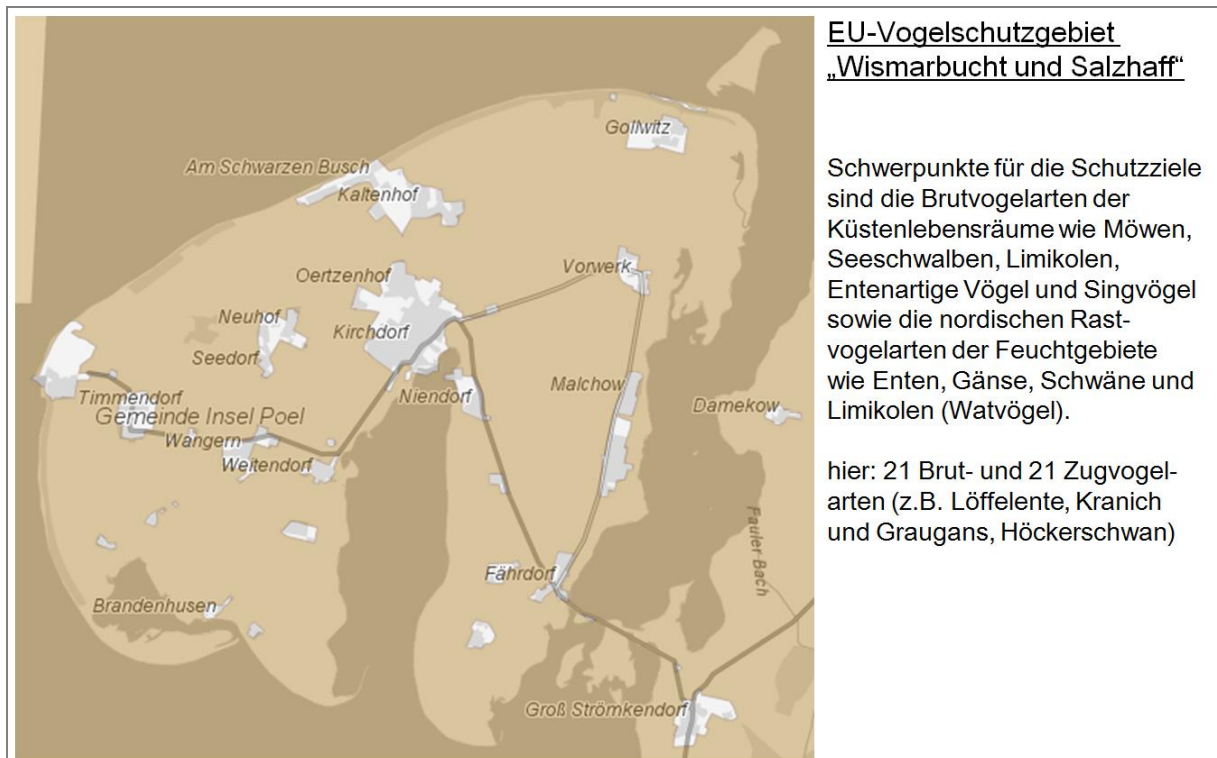 EU-Vogelschutzgebiet
„Wismarbucht und Salzhaff“
Schwerpunkte für die Schutzziele
sind die Brutvogelarten der
Küstenlebensräume wie Möwen,
Seeschwalben, Limikolen,
Entenartige Vögel und Singvögel
sowie die nordischen Rast-
vogelarten der Feuchtgebiete
wie Enten, Gänse, Schwäne und
Limikolen (Watvögel).
hier: 21 Brut- und 21 Zugvogel-
arten (z.B. Löffelente, Kranich
und Graugans, Höckerschwan)
Gollwitz
Am Schwarzen Busch
Kaltenhof
Vorwerk
Oertzenhof
Neuhof
Kirchdorf
Seedorf
Malchow
Niendorf
Timmendorf
Damekow
Gemeinde Insel Poel
Wangern
Weitendorf
Fauler Bach
Fährdorf
Brandenhusen
Groß Strömkendorf